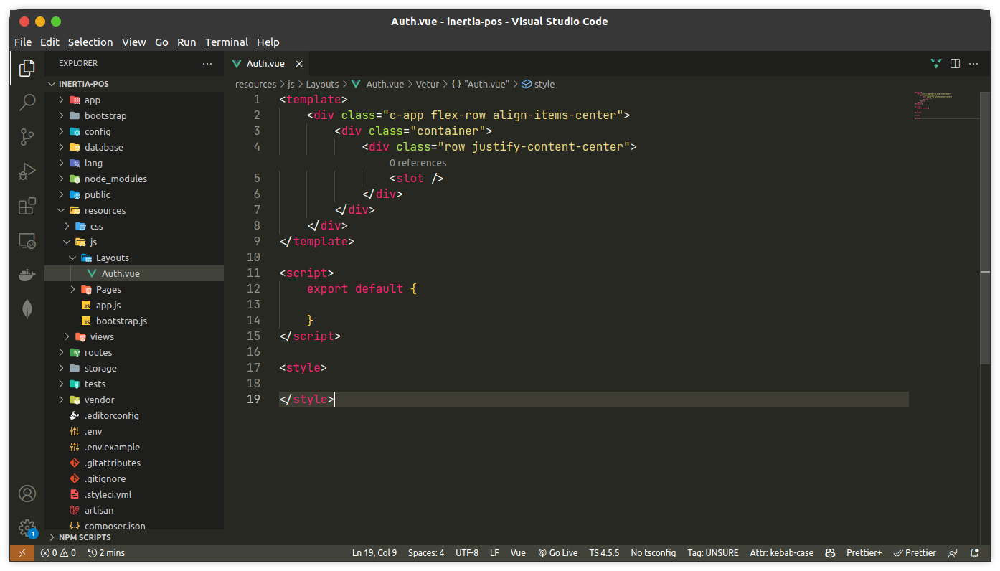 Auth.vue - inertia-pos - Visual Studio Code
File Edit Selection View Go Run Terminal Help
EXPLORER
Auth.vue
INERTIA-POS
app
bootstrap
config
database
lang
node_modules
public
resources
css
js
Layouts
Auth.vue
Pages
app.js
bootstrap.js
views
routes
storage
tests
vendor
.editorconfig
.env
.env.example
.gitattributes
.gitignore
.styleci.yml
artisan
composer.json
NPM SCRIPTS
resources > js > Layouts > Auth.vue > Vetur > {} "Auth.vue" > style
1 <template>
2 <div class="c-app flex-row align-items-center">
3 <div class="container">
4 <div class="row justify-content-center">
0 references
5 <slot />
6 </div>
7 </div>
8 </div>
9 </template>
10
11 <script>
12 export default {
13
14 }
15 </script>
16
17 <style>
18
19 </style>
1
0 0 2 mins Ln 19, Col 9 Spaces: 4 UTF-8 LF Vue Go Live TS 4.5.5 No tsconfig Tag: UNSURE Attr: kebab-case Prettier+ Prettier